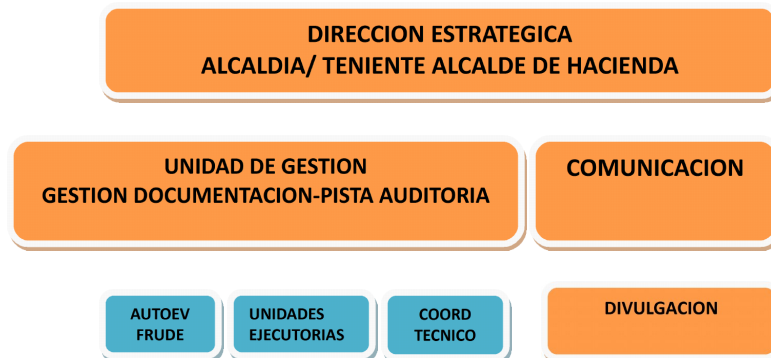 DIRECCION ESTRATEGICA
ALCALDIA/ TENIENTE ALCALDE DE HACIENDA
UNIDAD DE GESTION
GESTION DOCUMENTACION-PISTA AUDITORIA
COMUNICACION
AUTOEV
FRUDE
UNIDADES
EJECUTORIAS
COORD
TECNICO
DIVULGACION